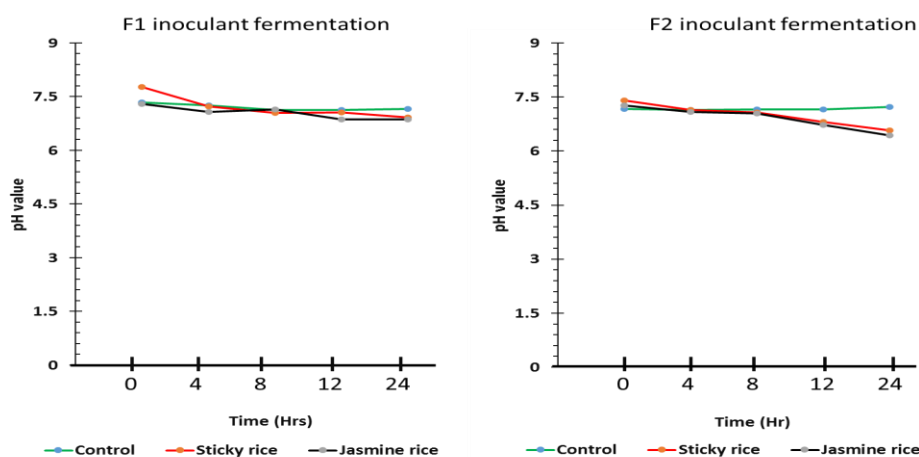 F1 inoculant fermentation
9
7.5
6
4.5
3
1.5
0
pH value
0 4 8 12 24
Time (Hrs)
Control Sticky rice Jasmine rice
F2 inoculant fermentation
9
7.5
6
4.5
3
1.5
0
pH value
0 4 8 12 24
Time (Hr)
Control Sticky rice Jasmine rice